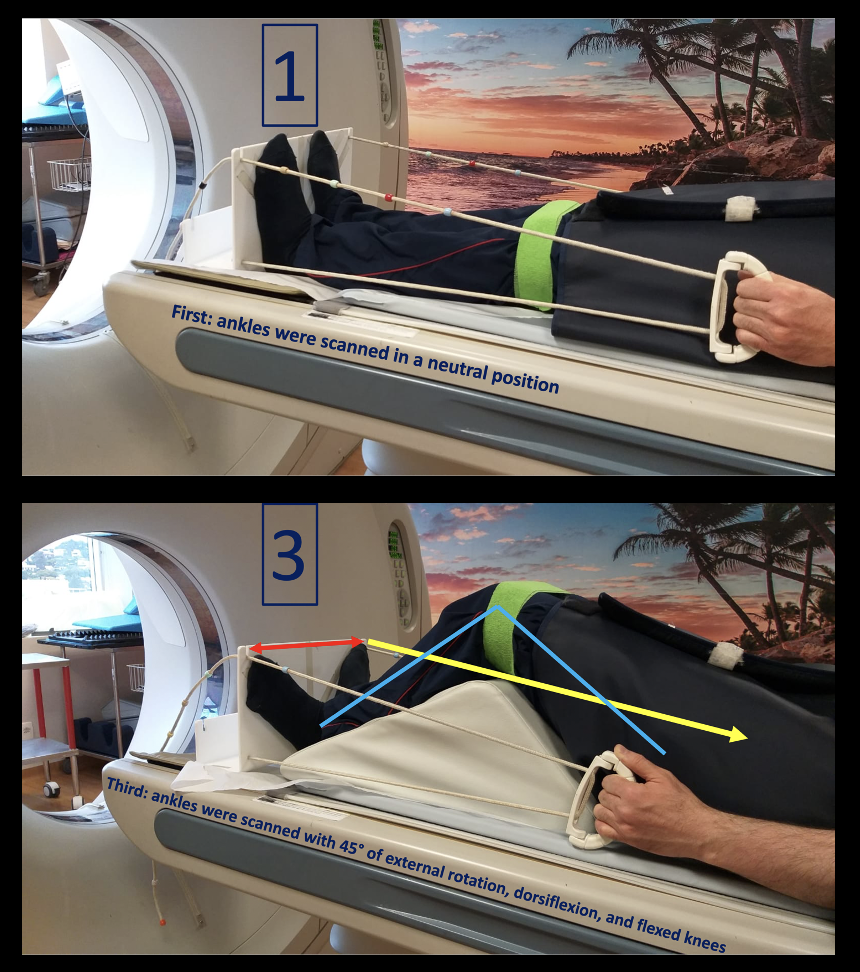 1
First: ankles were scanned in a neutral position
3
Third: ankles were scanned with 45° of external rotation, dorsiflexion, and flexed knees